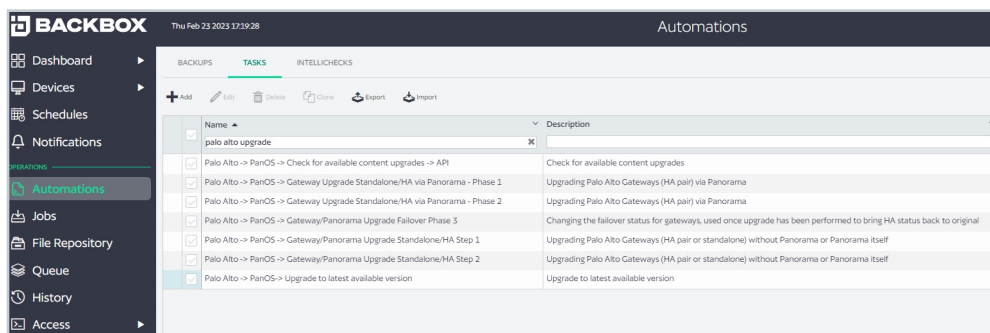 BACKBOX
Thu Feb 23 2023 17:19:28
Automations
Dashboard
Devices
Schedules
Notifications
OPERATIONS
Automations
Jobs
File Repository
Queue
History
Access
BACKUPS TASKS INTELLICHECKS
Add Edit Delete Clone Export Import
Name Description
palo alto upgrade
Palo Alto -> PanOS -> Check for available content upgrades -> API Check for available content upgrades
Palo Alto -> PanOS -> Gateway Upgrade Standalone/HA via Panorama - Phase 1 Upgrading Palo Alto Gateways (HA pair) via Panorama
Palo Alto -> PanOS -> Gateway Upgrade Standalone/HA via Panorama - Phase 2 Upgrading Palo Alto Gateways (HA pair) via Panorama
Palo Alto -> PanOS -> Gateway/Panorama Upgrade Failover Phase 3 Changing the failover status for gateways, used once upgrade has been performed to bring HA status back to original
Palo Alto -> PanOS -> Gateway/Panorama Upgrade Standalone/HA Step 1 Upgrading Palo Alto Gateways (HA pair or standalone) without Panorama or Panorama itself
Palo Alto -> PanOS -> Gateway/Panorama Upgrade Standalone/HA Step 2 Upgrading Palo Alto Gateways (HA pair or standalone) without Panorama or Panorama itself
Palo Alto -> PanOS-> Upgrade to latest available version Upgrade to latest available version